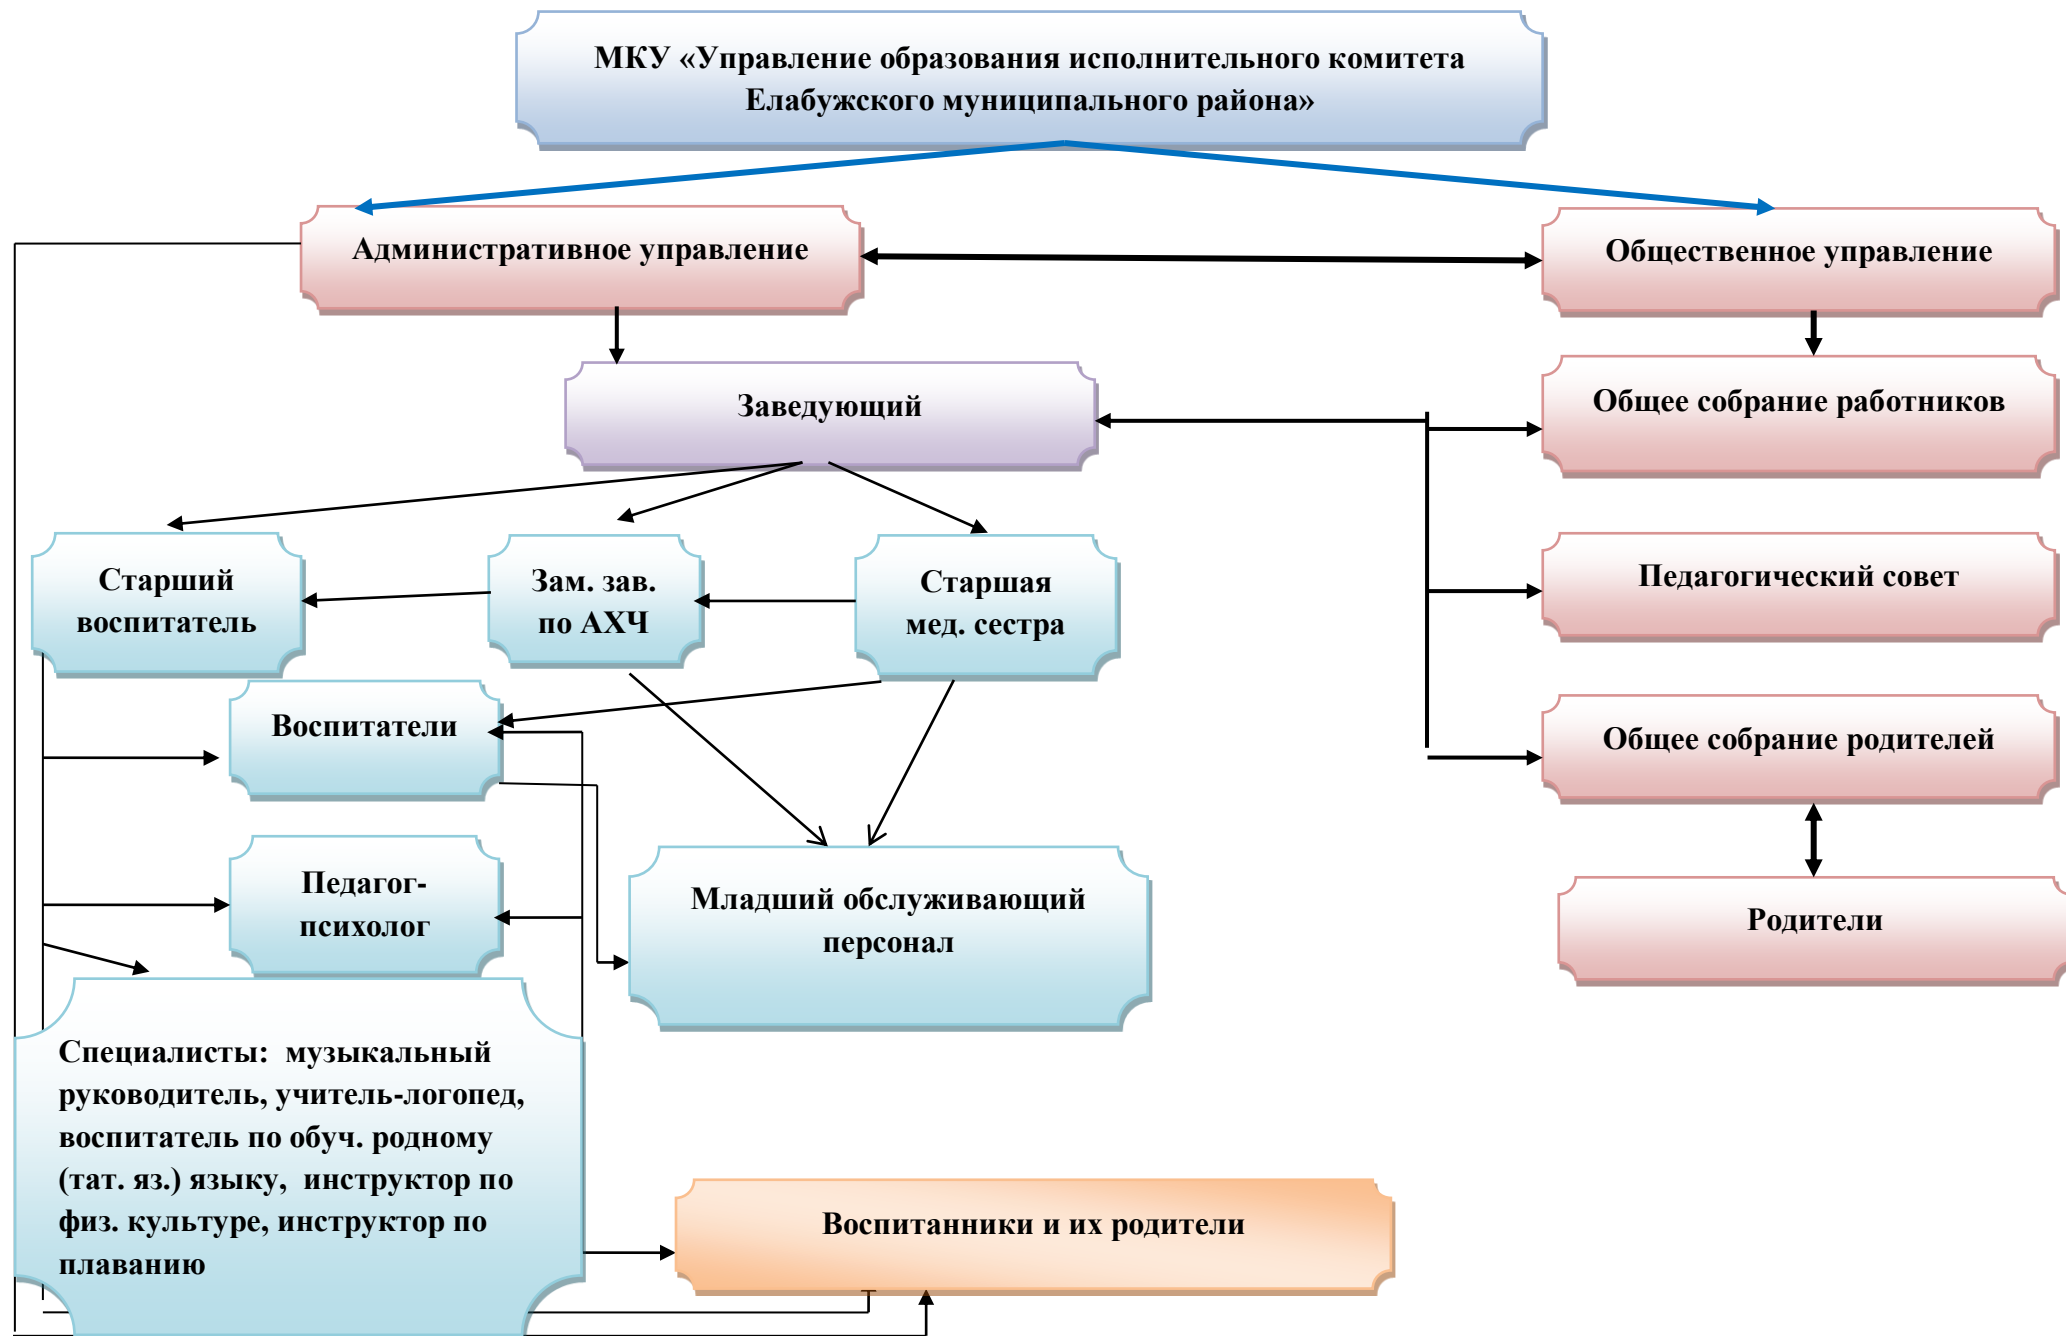 МКУ «Управление образования исполнительного комитета
Елабужского муниципального района»
Административное управление
Общественное управление
Заведующий
Общее собрание работников
Старший
воспитатель
Зам. зав.
по АХЧ
Старшая
мед. сестра
Педагогический совет
Воспитатели
Общее собрание родителей
Педагог-
психолог
Младший обслуживающий
персонал
Родители
Специалисты:  музыкальный
руководитель, учитель-логопед,
воспитатель по обуч. родному
(тат. яз.) языку,  инструктор по
физ. культуре, инструктор по
плаванию
Воспитанники и их родители